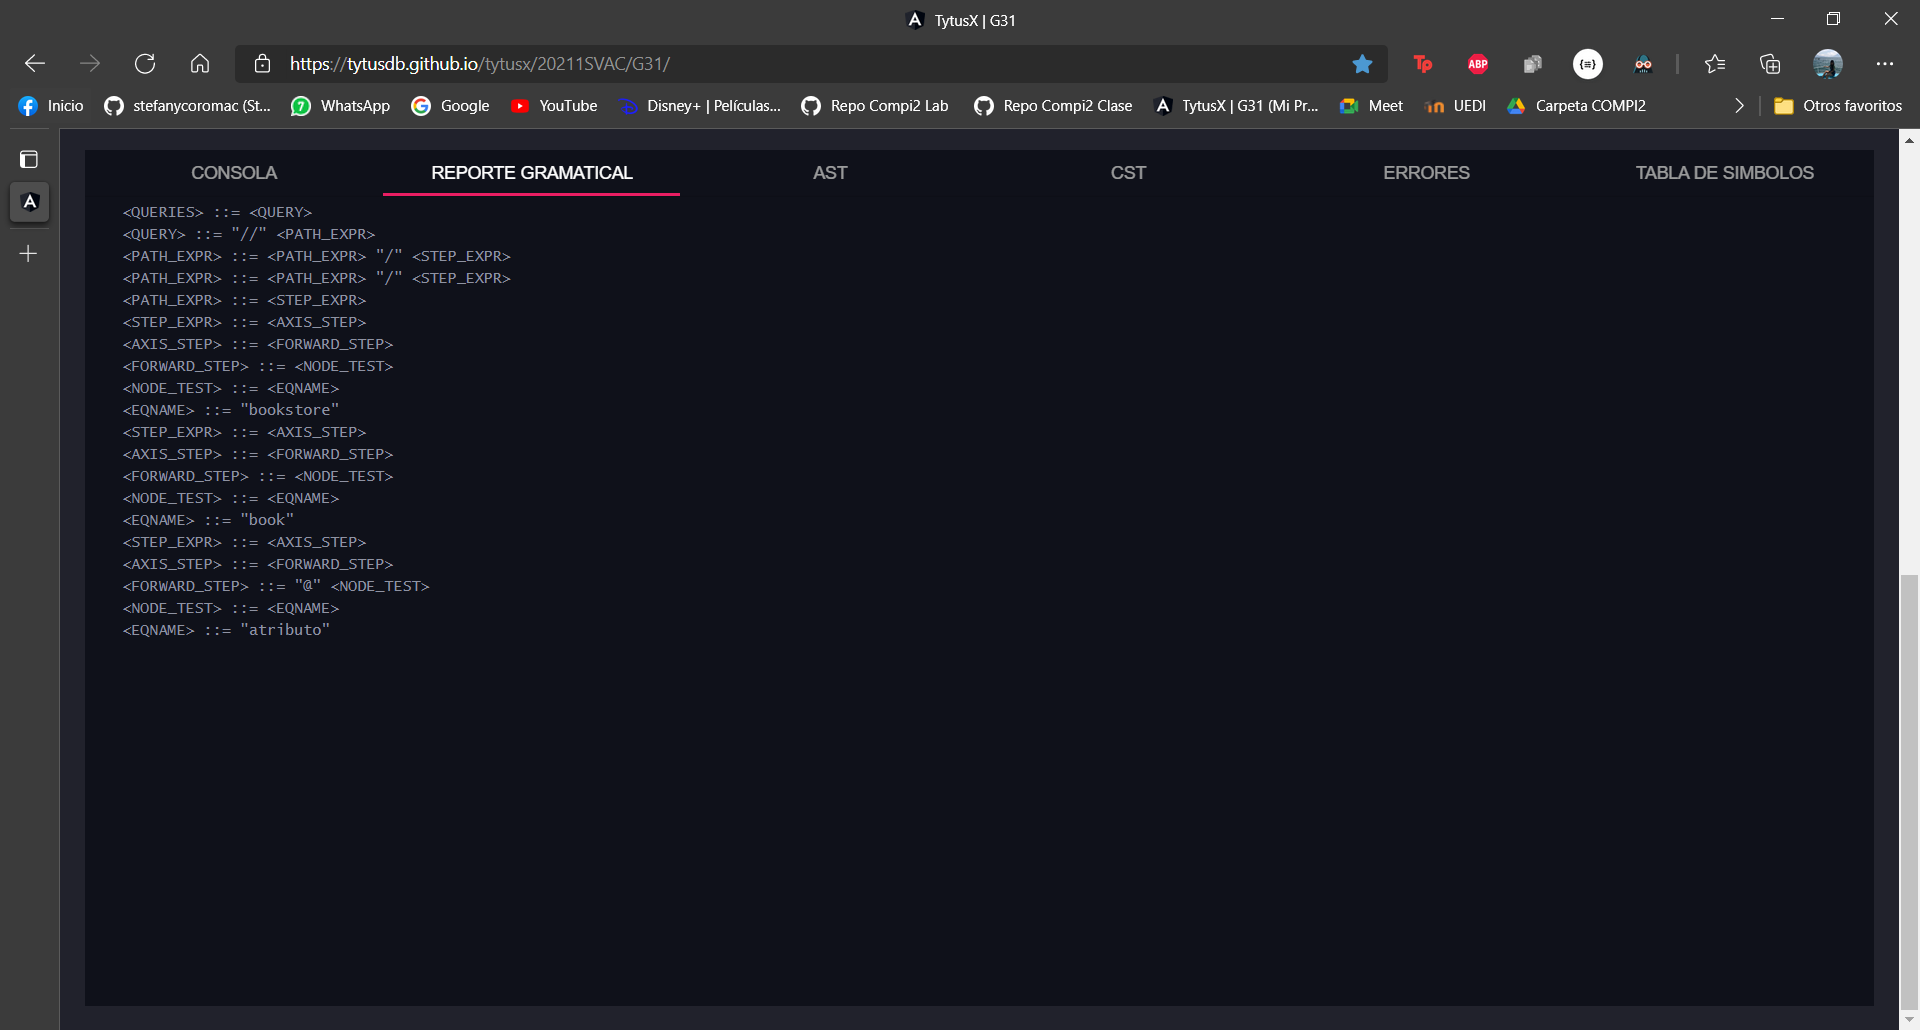 TytusX | G31
https://tytusdb.github.io/tytusx/20211SVAC/G31/
Tp ABP {=}
Inicio stefanycoromac (St... WhatsApp Google YouTube Disney+ | Películas... Repo Compi2 Lab Repo Compi2 Clase TytusX | G31 (Mi Pr... Meet UEDI Carpeta COMPI2 Otros favoritos
CONSOLA REPORTE GRAMATICAL AST CST ERRORES TABLA DE SIMBOLOS
<QUERIES> ::= <QUERY>
<QUERY> ::= "//" <PATH_EXPR>
<PATH_EXPR> ::= <PATH_EXPR> "/" <STEP_EXPR>
<PATH_EXPR> ::= <PATH_EXPR> "/" <STEP_EXPR>
<PATH_EXPR> ::= <STEP_EXPR>
<STEP_EXPR> ::= <AXIS_STEP>
<AXIS_STEP> ::= <FORWARD_STEP>
<FORWARD_STEP> ::= <NODE_TEST>
<NODE_TEST> ::= <EQNAME>
<EQNAME> ::= "bookstore"
<STEP_EXPR> ::= <AXIS_STEP>
<AXIS_STEP> ::= <FORWARD_STEP>
<FORWARD_STEP> ::= <NODE_TEST>
<NODE_TEST> ::= <EQNAME>
<EQNAME> ::= "book"
<STEP_EXPR> ::= <AXIS_STEP>
<AXIS_STEP> ::= <FORWARD_STEP>
<FORWARD_STEP> ::= "@" <NODE_TEST>
<NODE_TEST> ::= <EQNAME>
<EQNAME> ::= "atributo"